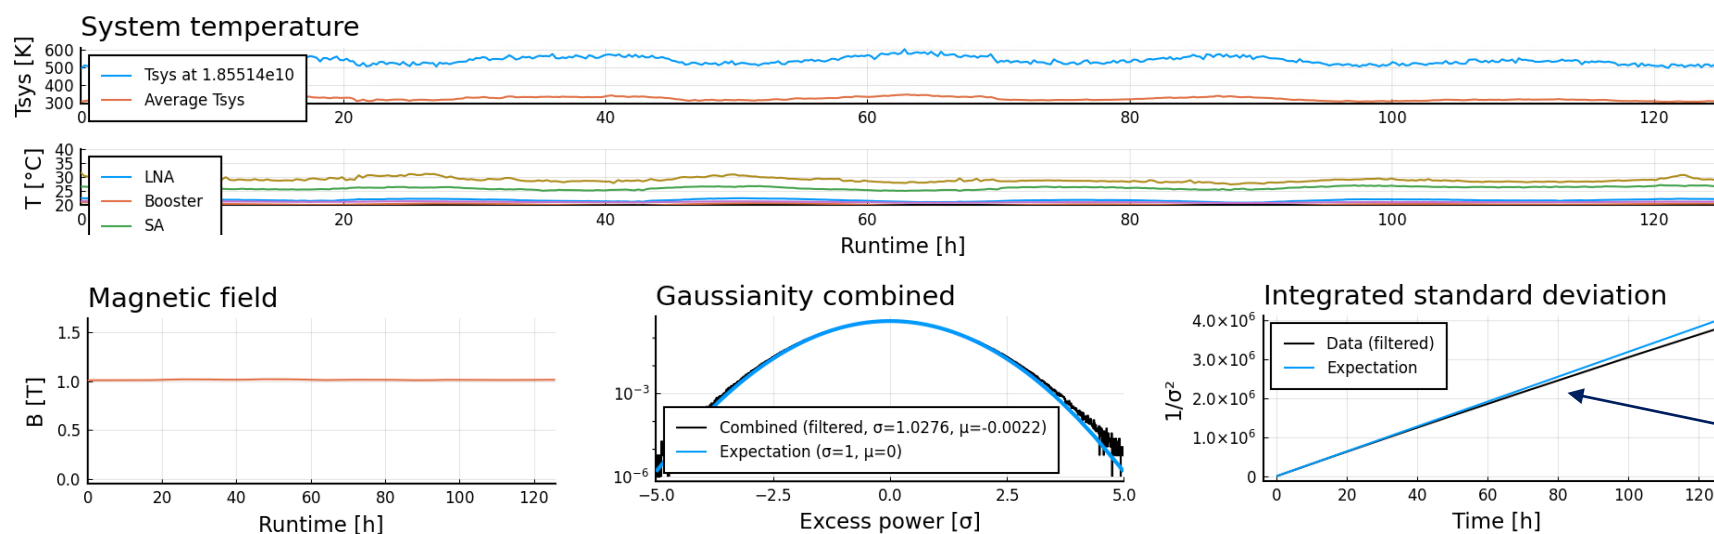 System temperature
Tsys [K]
600
500
400
300
Tsys at 1.85514e10
Average Tsys
0 20 40 60 80 100 120
T [°C]
40
35
30
25
20
LNA
Booster
SA
0 20 40 60 80 100 120
Runtime [h]
Magnetic field
B [T]
1.5
1.0
0.5
0.0
0 20 40 60 80 100 120
Runtime [h]
Gaussianity combined
10⁻³
10⁻⁶
Combined (filtered, σ=1.0276, μ=-0.0022)
Expectation (σ=1, μ=0)
−5.0 −2.5 0.0 2.5 5.0
Excess power [σ]
Integrated standard deviation
1/σ²
4.0×10⁶
3.0×10⁶
2.0×10⁶
1.0×10⁶
0
Data (filtered)
Expectation
0 20 40 60 80 100 120
Time [h]